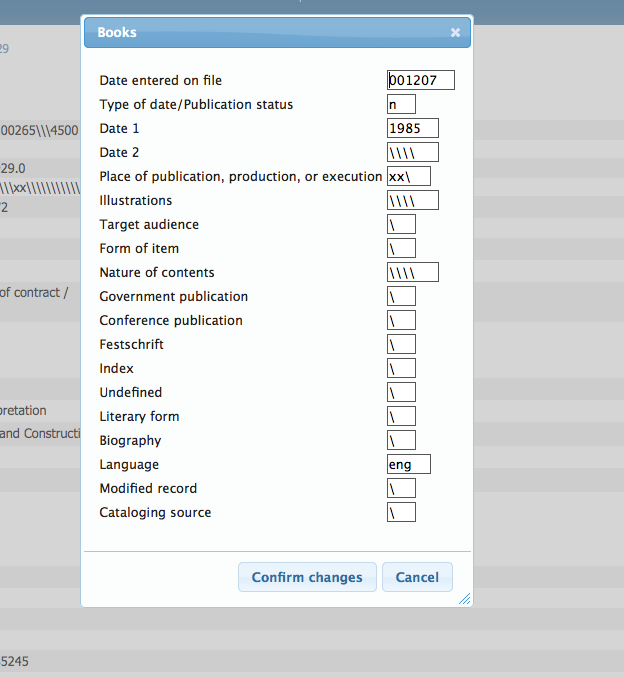 Books
29
Date entered on file 001207
Type of date/Publication status n
00265\\\4500
Date 1 1985
Date 2 \\\\
29.0
Place of publication, production, or execution xx\
\\\xx\\\\\\\\\\\
Illustrations \\\\
2
Target audience \
Form of item \
Nature of contents \\\\
of contract /
Government publication \
Conference publication \
Festschrift \
Index \
Undefined \
pretation
Literary form \
and Constructi
Biography \
Language eng
Modified record \
Cataloging source \
Confirm changes Cancel
5245